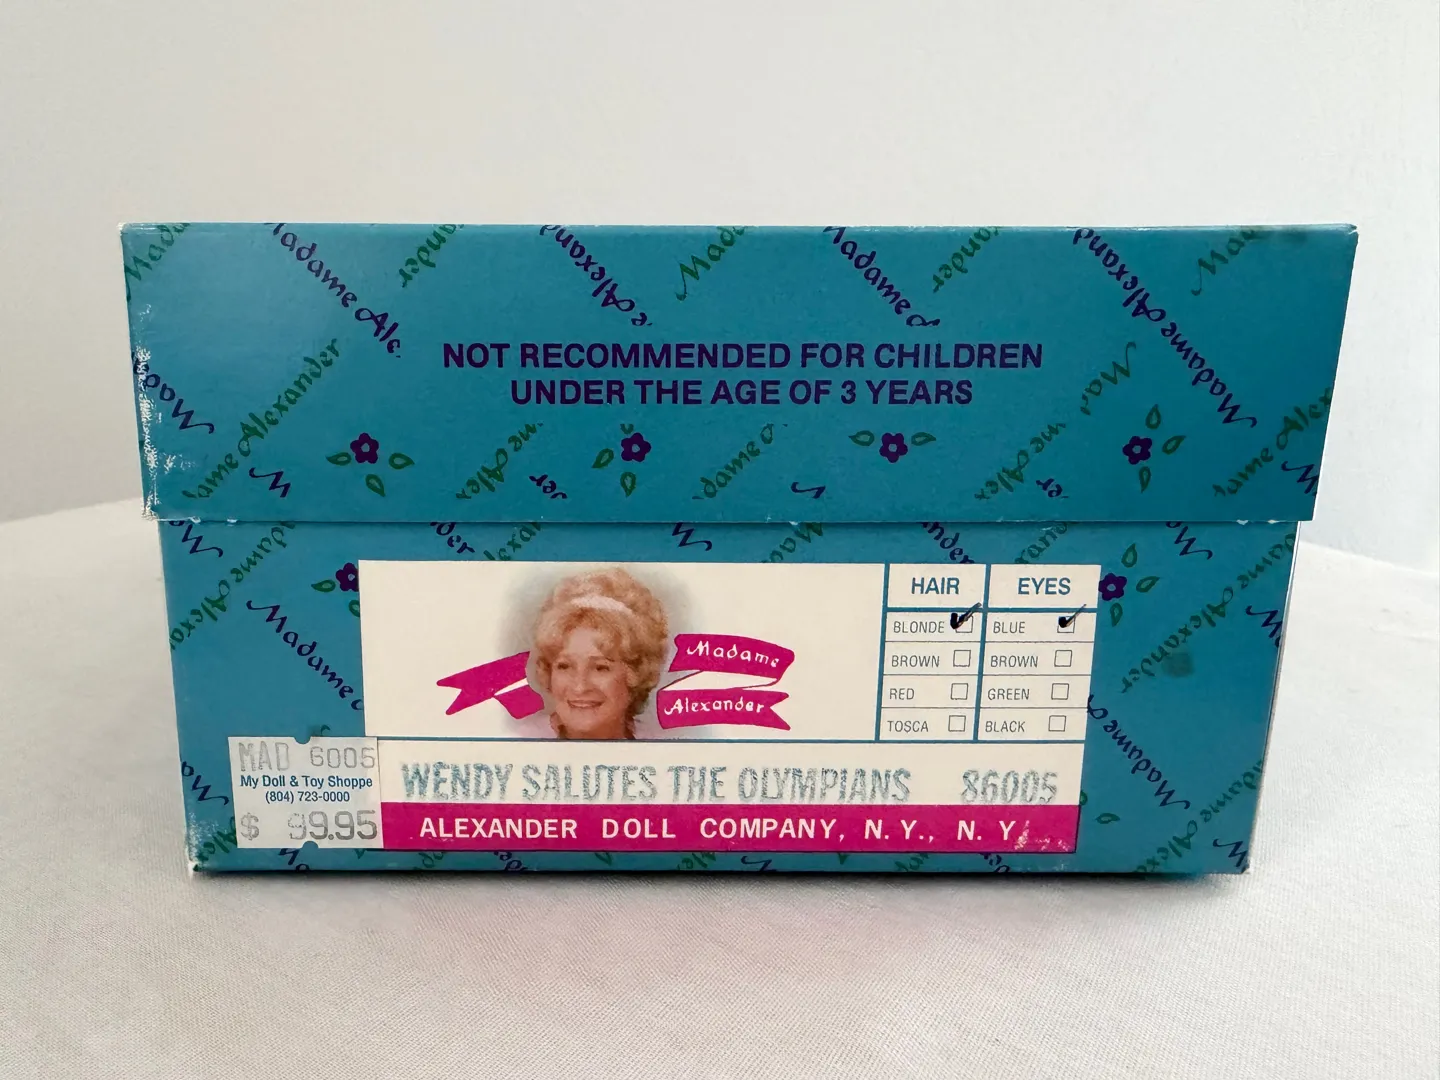 NOT RECOMMENDED FOR CHILDREN
UNDER THE AGE OF 3 YEARS
Madame
Alexander
HAIR EYES
BLONDE BLUE
BROWN BROWN
RED GREEN
TOSCA BLACK
MAD 6005
My Doll & Toy Shoppe
(804) 723-0000
$ 99.95
WENDY SALUTES THE OLYMPIANS 86005
ALEXANDER DOLL COMPANY, N. Y., N. Y.